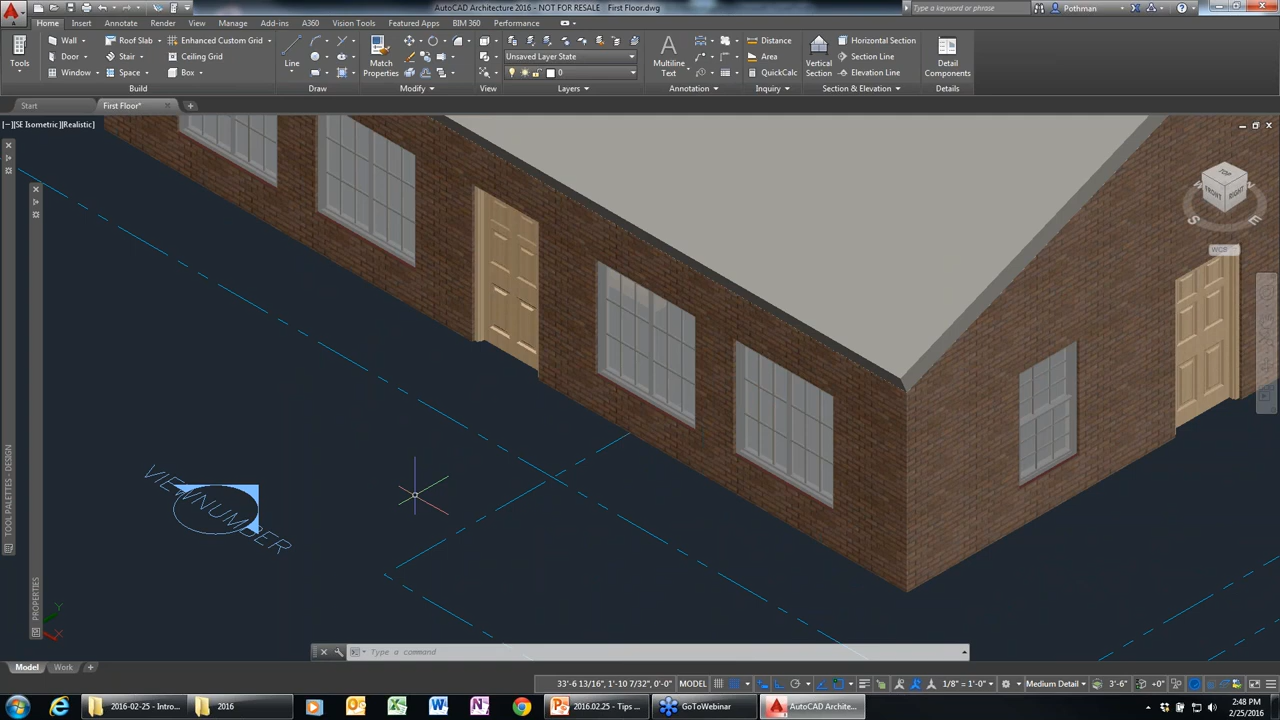 AutoCAD Architecture 2016 - NOT FOR RESALE First Floor.dwg
Type a keyword or phrase
Pothman
Home Insert Annotate Render View Manage Add-ins A360 Vision Tools Featured Apps BIM 360 Performance
Tools
Wall Roof Slab Enhanced Custom Grid
Door Stair Ceiling Grid
Window Space Box
Build
Line
Draw
Match Properties
Modify
View
Unsaved Layer State
0
Layers
Multiline Text
Annotation
Distance
Area
QuickCalc
Inquiry
Vertical Section
Horizontal Section
Section Line
Elevation Line
Section & Elevation
Detail Components
Details
Start First Floor*
[−][SE Isometric][Realistic]
TOP
FRONT RIGHT
W N
S E
WCS
VIEWNUMBER
TOOL PALETTES - DESIGN
PROPERTIES
Y
X
Type a command
Model Work
33'-6 13/16", 1'-10 7/32", 0'-0" MODEL 1/8" = 1'-0" Medium Detail 3'-6" +0"
2016-02-25 - Intro... 2016 2016.02.25 - Tips ... GoToWebinar AutoCAD Archite...
2:48 PM
2/25/2016